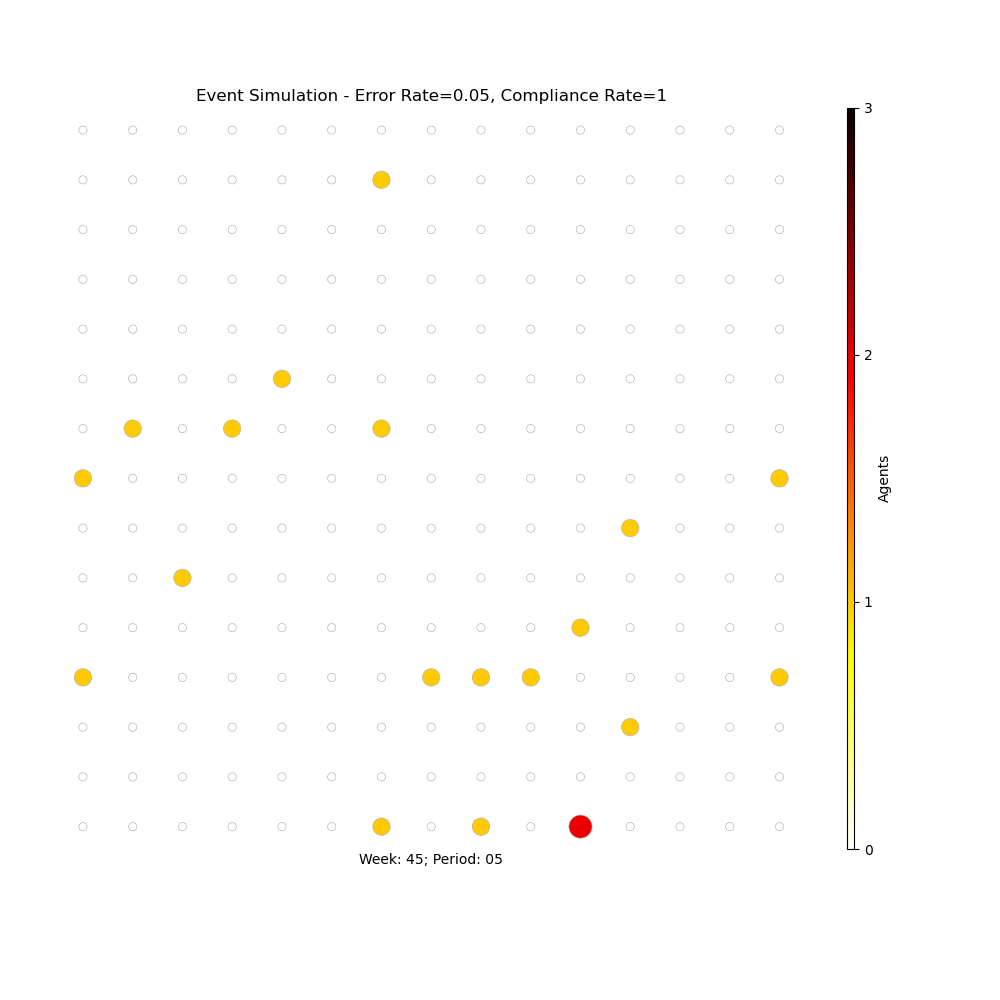 Event Simulation - Error Rate=0.05, Compliance Rate=1
3
2
Agents
1
0
Week: 45; Period: 05